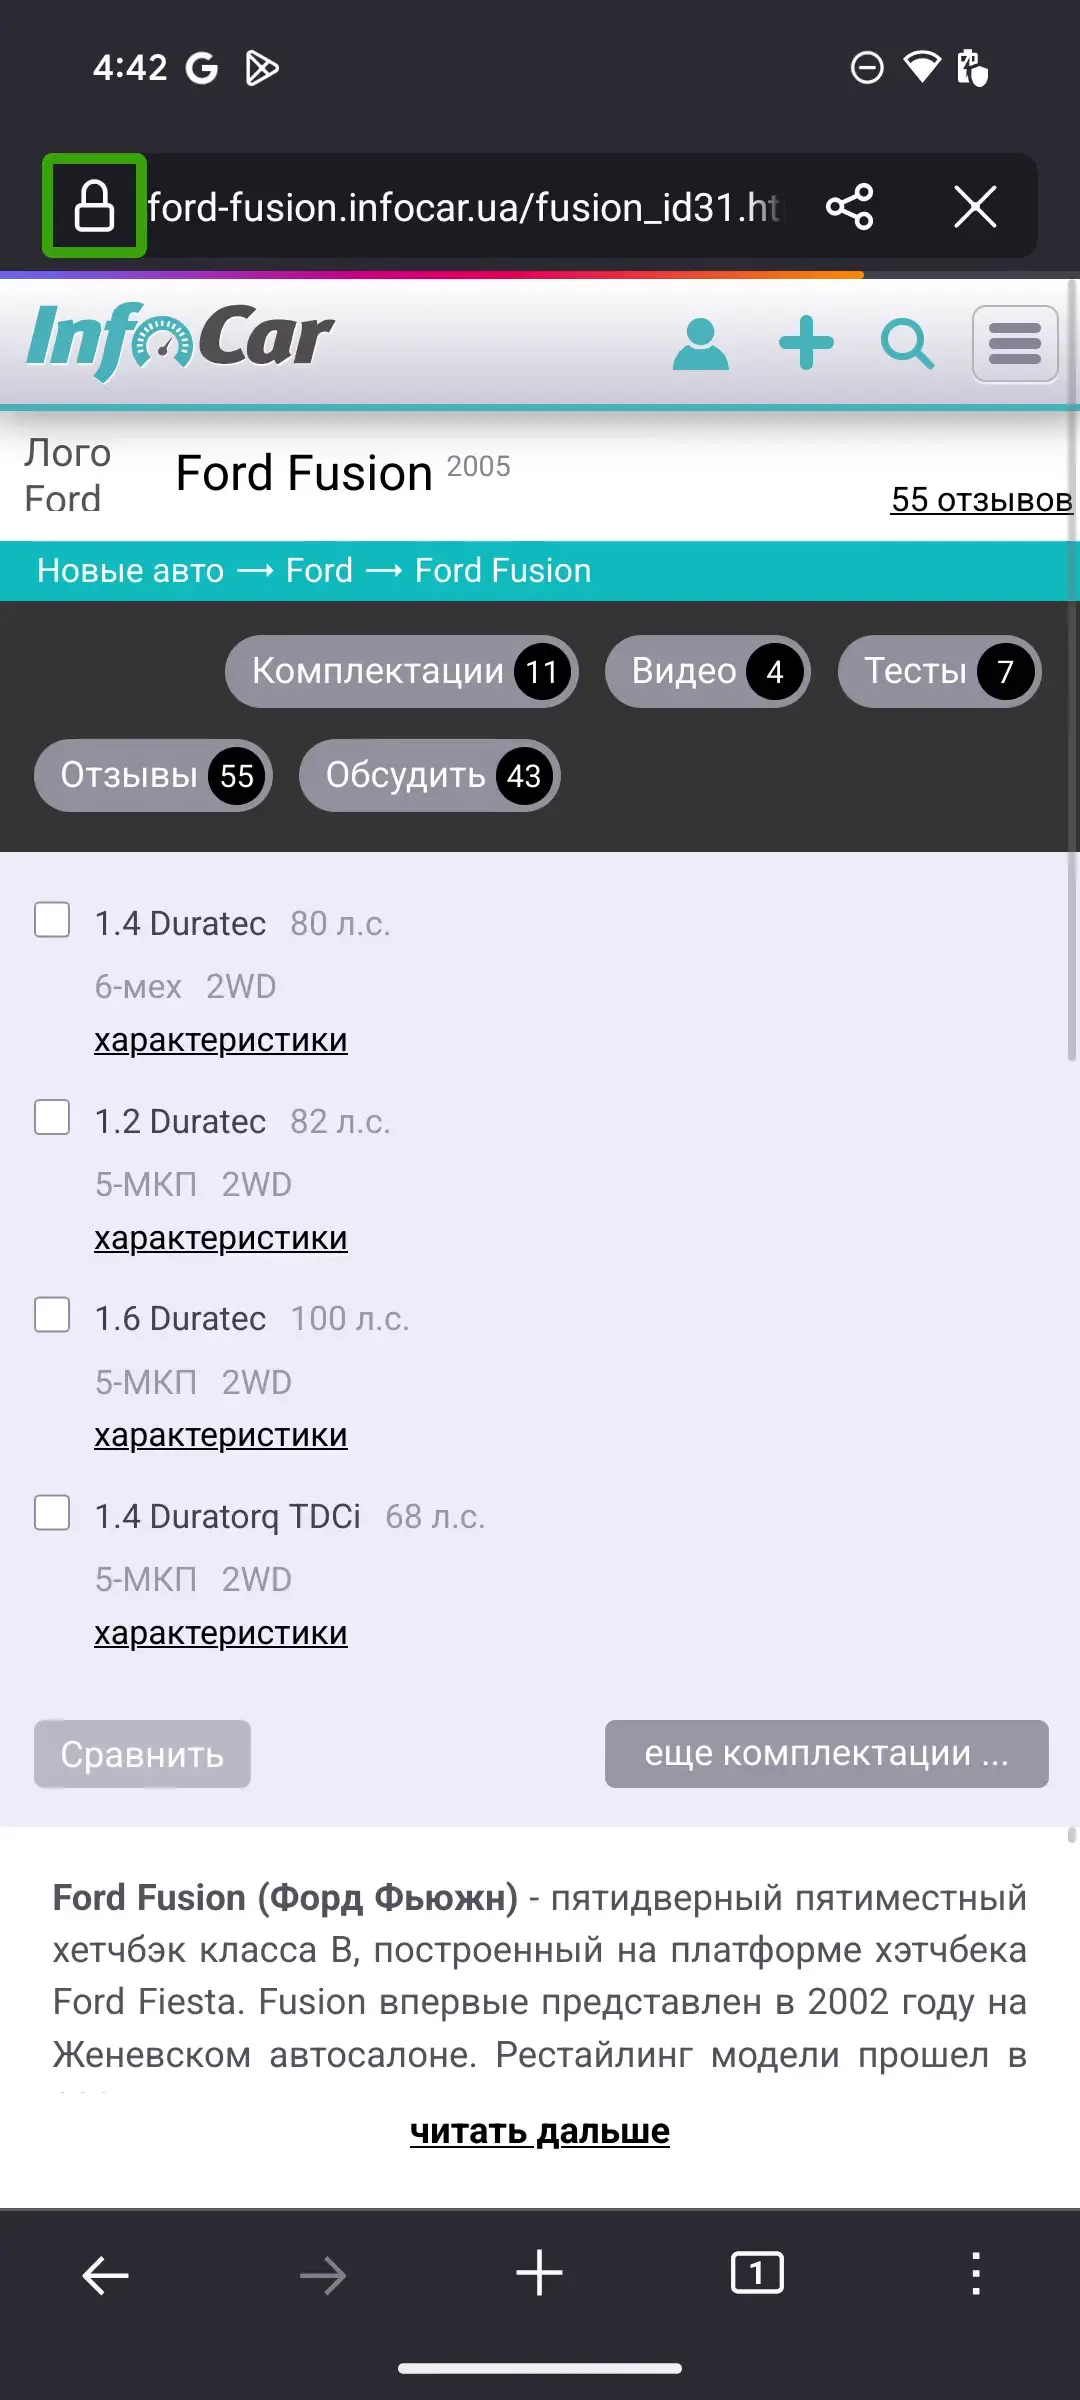 4:42
ford-fusion.infocar.ua/fusion_id31.ht
InfoCar
Лого Ford
Ford Fusion 2005
55 отзывов
Новые авто → Ford → Ford Fusion
Комплектации 11 Видео 4 Тесты 7
Отзывы 55 Обсудить 43
1.4 Duratec 80 л.с.
6-мех 2WD
характеристики
1.2 Duratec 82 л.с.
5-МКП 2WD
характеристики
1.6 Duratec 100 л.с.
5-МКП 2WD
характеристики
1.4 Duratorq TDCi 68 л.с.
5-МКП 2WD
характеристики
Сравнить
еще комплектации ...
Ford Fusion (Форд Фьюжн) - пятидверный пятиместный
хетчбэк класса В, построенный на платформе хэтчбека
Ford Fiesta. Fusion впервые представлен в 2002 году на
Женевском автосалоне. Рестайлинг модели прошел в
читать дальше
1